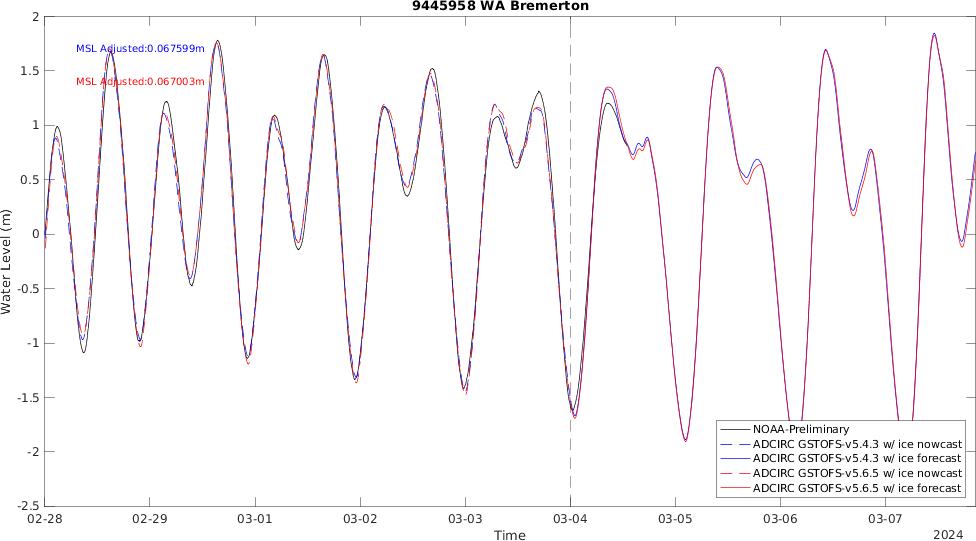 9445958 WA Bremerton
MSL Adjusted:0.067599m
MSL Adjusted:0.067003m
Water Level (m)
2
1.5
1
0.5
0
-0.5
-1
-1.5
-2
-2.5
NOAA-Preliminary
ADCIRC GSTOFS-v5.4.3 w/ ice nowcast
ADCIRC GSTOFS-v5.4.3 w/ ice forecast
ADCIRC GSTOFS-v5.6.5 w/ ice nowcast
ADCIRC GSTOFS-v5.6.5 w/ ice forecast
02-28 02-29 03-01 03-02 03-03 03-04 03-05 03-06 03-07
Time
2024